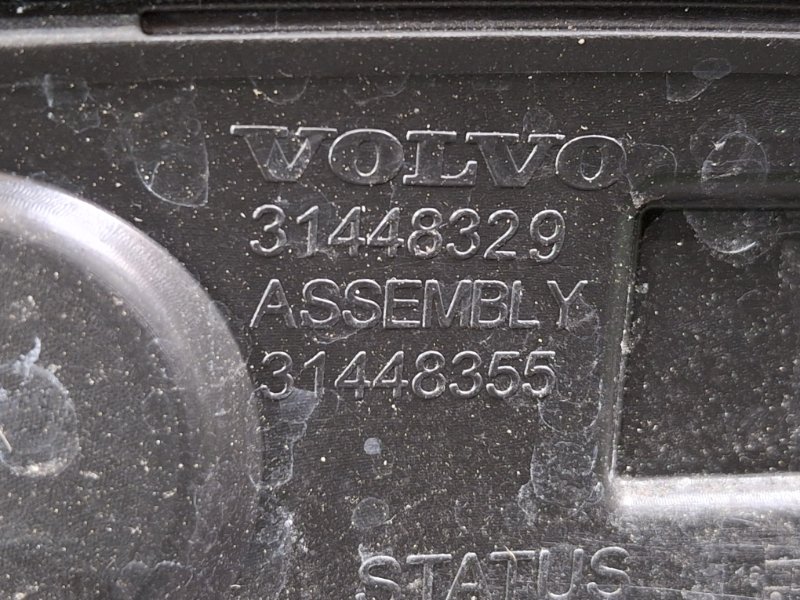 VOLVO
31448329
ASSEMBLY
31448355
STATUS